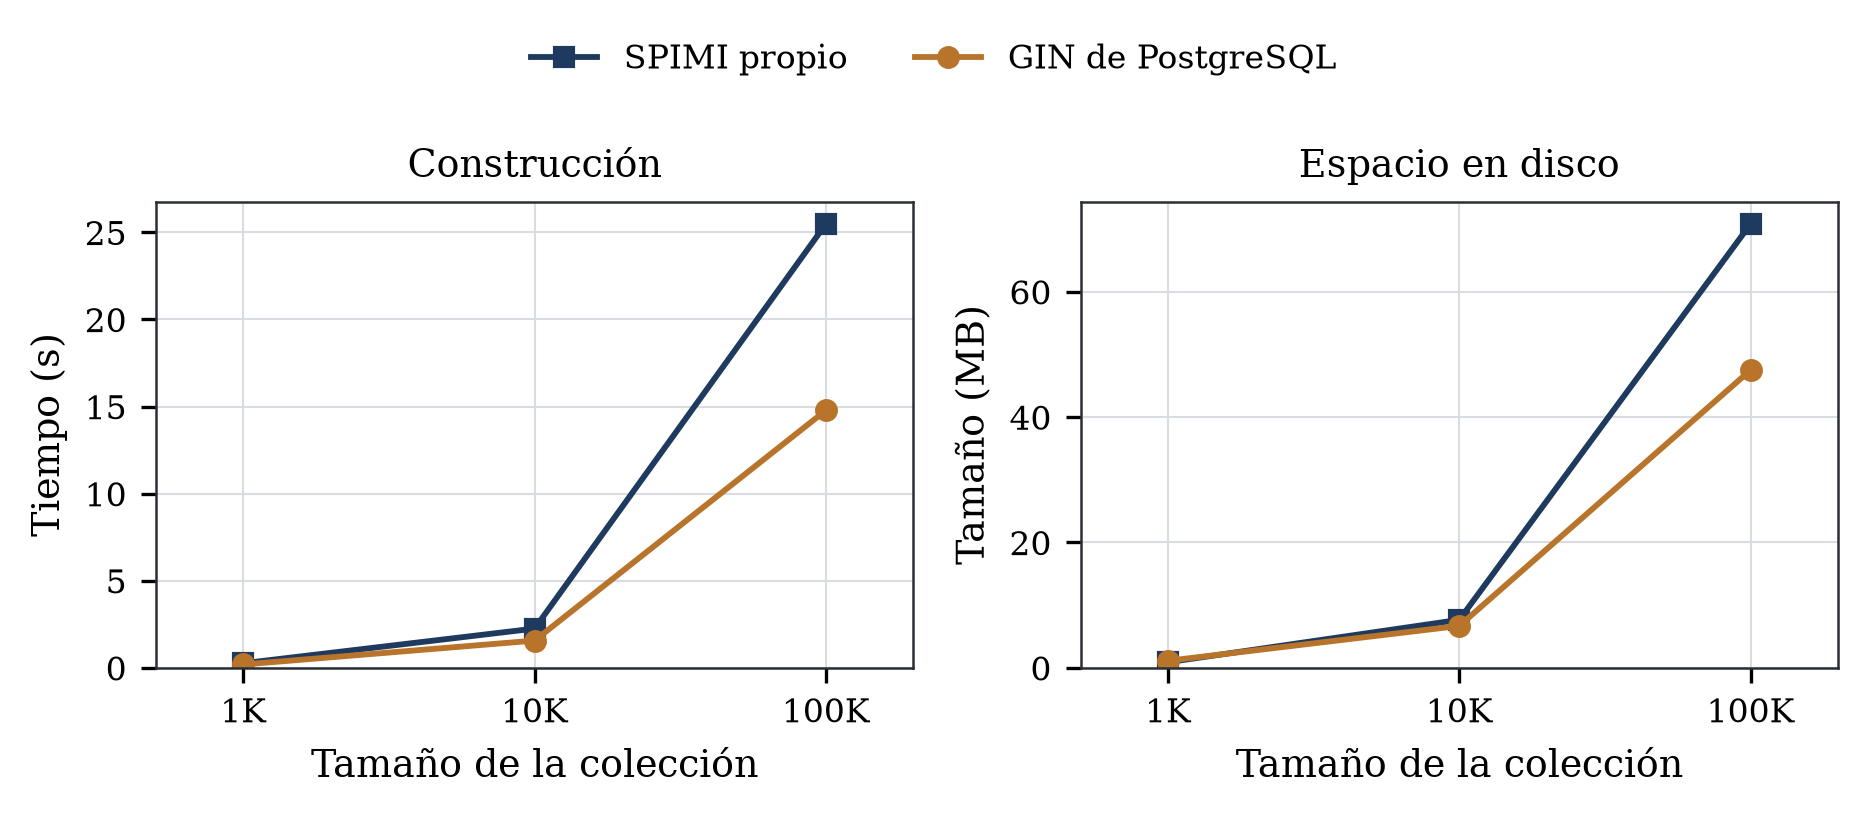 SPIMI propio
GIN de PostgreSQL
Construcción
Tiempo (s)
25
20
15
10
5
0
1K
10K
100K
Tamaño de la colección
Espacio en disco
Tamaño (MB)
60
40
20
0
1K
10K
100K
Tamaño de la colección